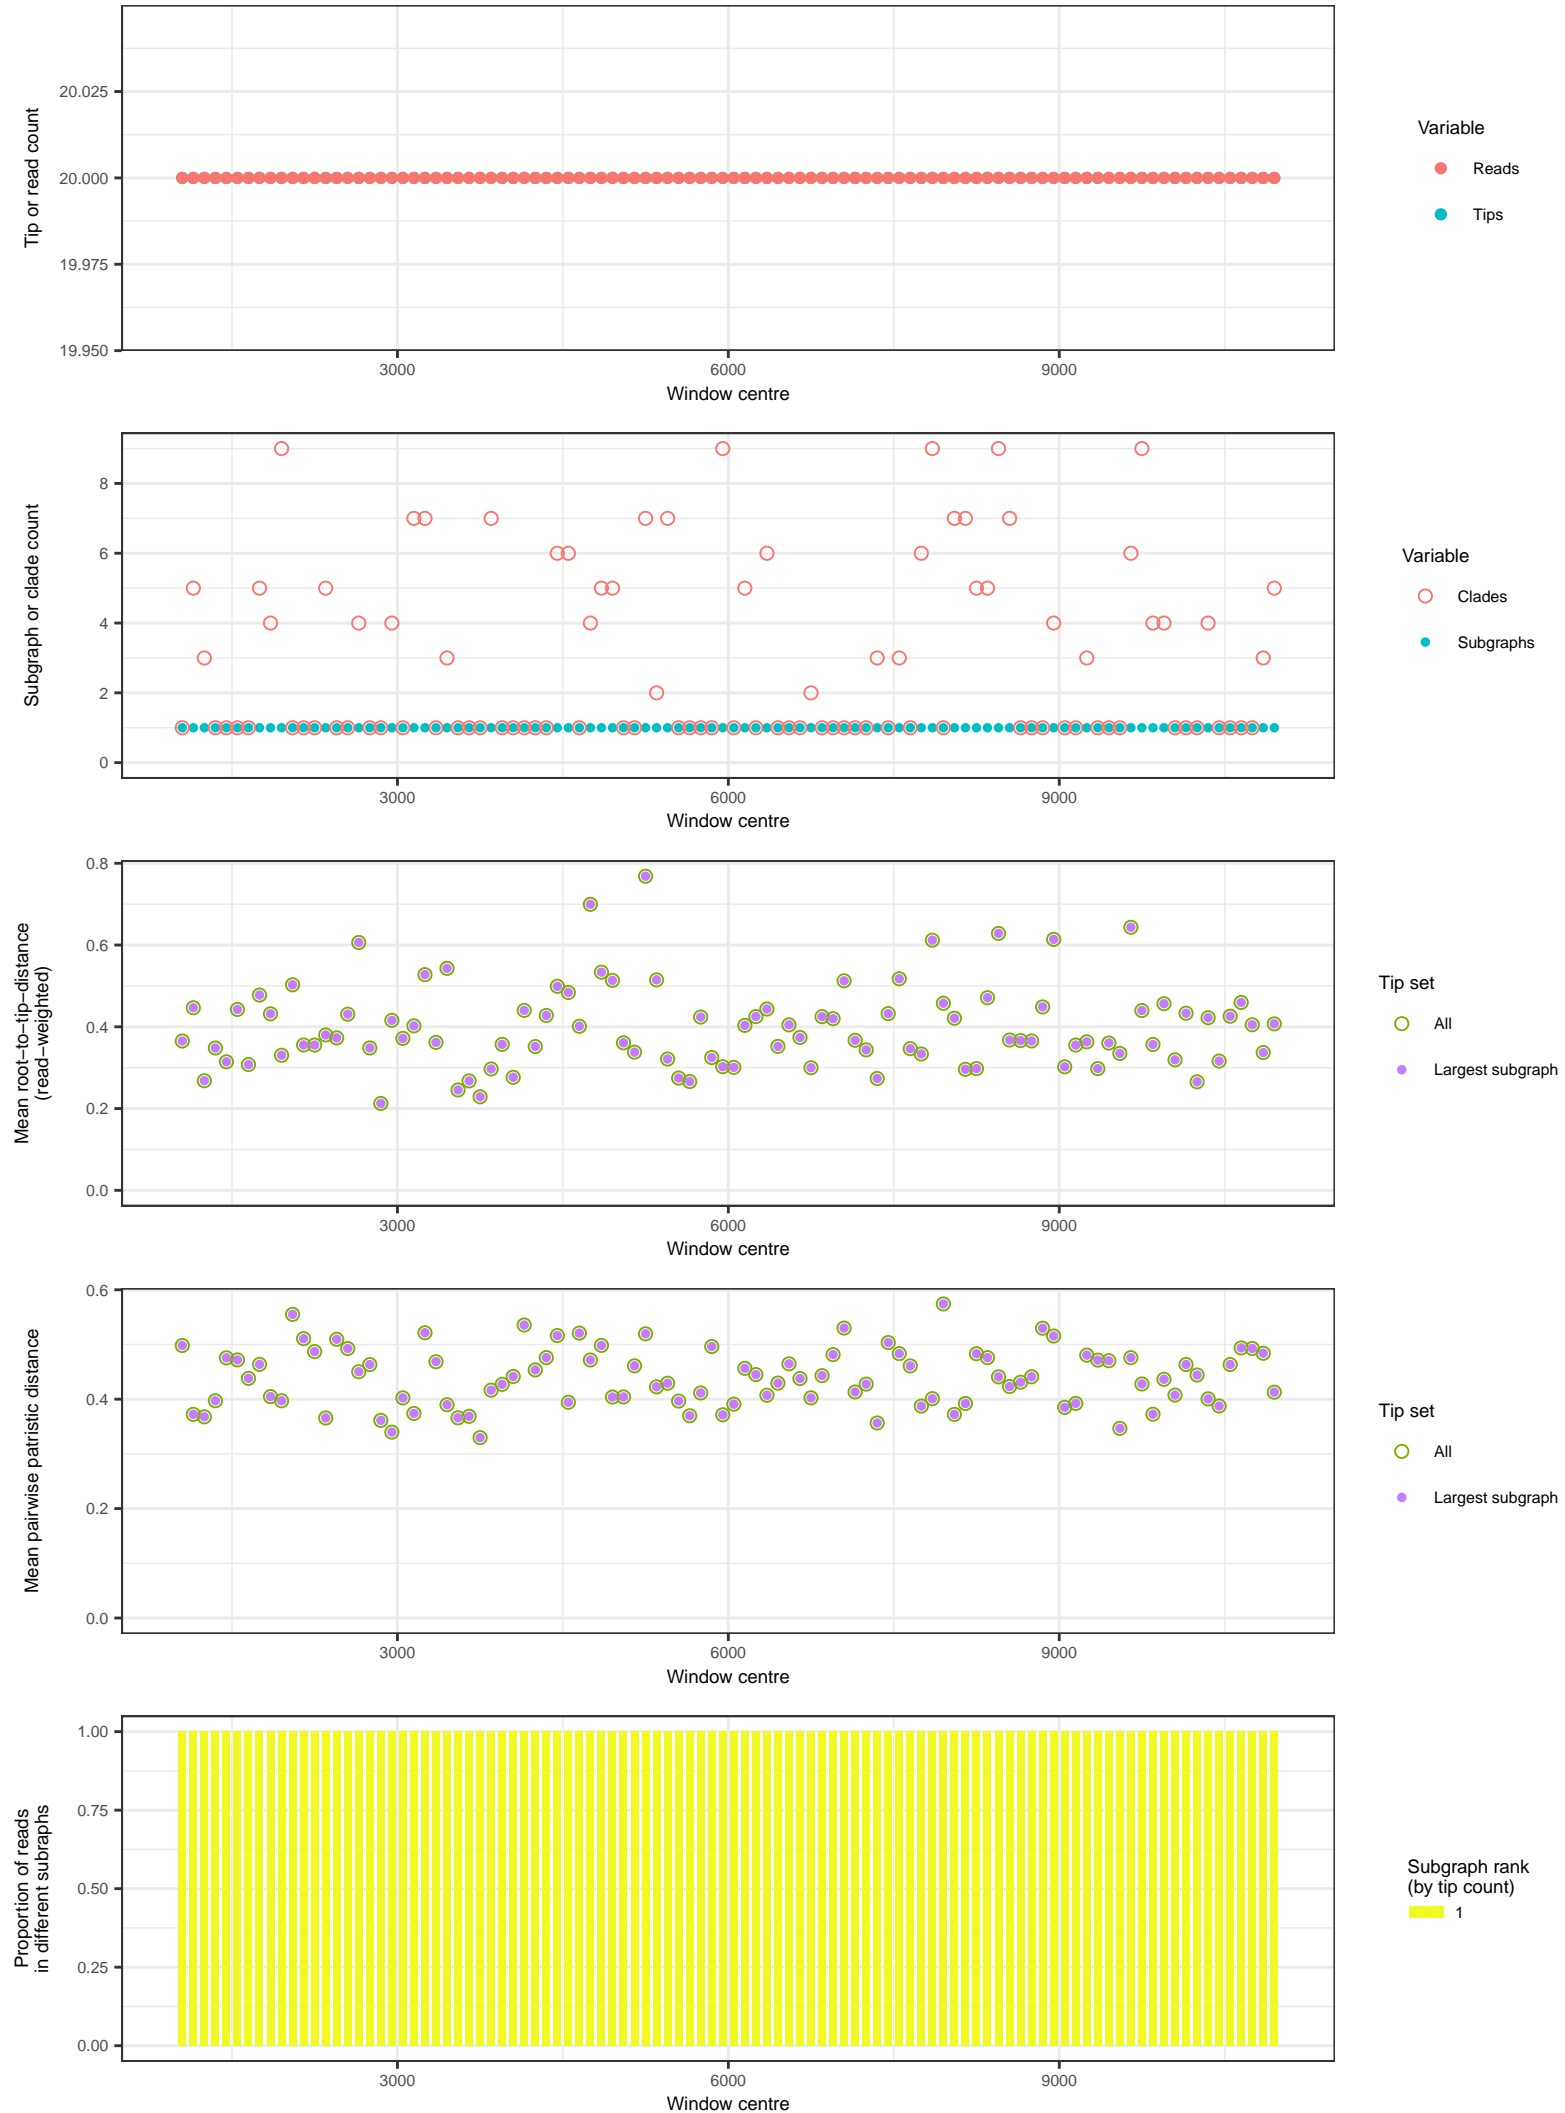 20.025
20.000
19.975
19.950
Tip or read count
3000
6000
9000
Window centre
Variable
Reads
Tips
8
6
4
2
0
Subgraph or clade count
3000
6000
9000
Window centre
Variable
Clades
Subgraphs
0.8
0.6
0.4
0.2
0.0
Mean root−to−tip−distance
(read−weighted)
3000
6000
9000
Window centre
Tip set
All
Largest subgraph
0.6
0.4
0.2
0.0
Mean pairwise patristic distance
3000
6000
9000
Window centre
Tip set
All
Largest subgraph
1.00
0.75
0.50
0.25
0.00
Proportion of reads
in different subraphs
3000
6000
9000
Window centre
Subgraph rank
(by tip count)
1